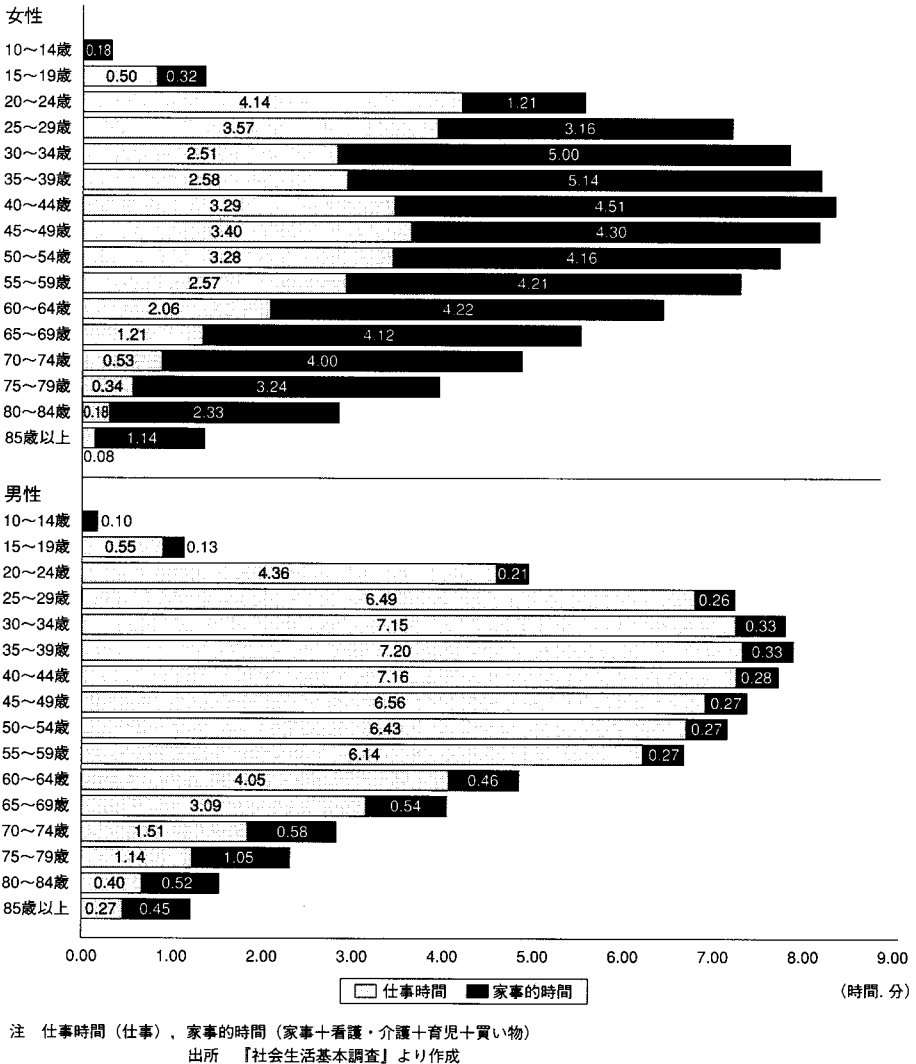 女性
10～14歳 0.18
15～19歳 0.50 0.32
20～24歳 4.14 1.21
25～29歳 3.57 3.16
30～34歳 2.51 5.00
35～39歳 2.58 5.14
40～44歳 3.29 4.51
45～49歳 3.40 4.30
50～54歳 3.28 4.16
55～59歳 2.57 4.21
60～64歳 2.06 4.22
65～69歳 1.21 4.12
70～74歳 0.53 4.00
75～79歳 0.34 3.24
80～84歳 0.18 2.33
85歳以上 1.14
0.08
男性
10～14歳 0.10
15～19歳 0.55 0.13
20～24歳 4.36 0.21
25～29歳 6.49 0.26
30～34歳 7.15 0.33
35～39歳 7.20 0.33
40～44歳 7.16 0.28
45～49歳 6.56 0.27
50～54歳 6.43 0.27
55～59歳 6.14 0.27
60～64歳 4.05 0.46
65～69歳 3.09 0.54
70～74歳 1.51 0.58
75～79歳 1.14 1.05
80～84歳 0.40 0.52
85歳以上 0.27 0.45
0.00 1.00 2.00 3.00 4.00 5.00 6.00 7.00 8.00 9.00
仕事時間 家事的時間 (時間. 分)
注 仕事時間（仕事），家事的時間（家事＋看護・介護＋育児＋買い物）
出所 『社会生活基本調査』より作成